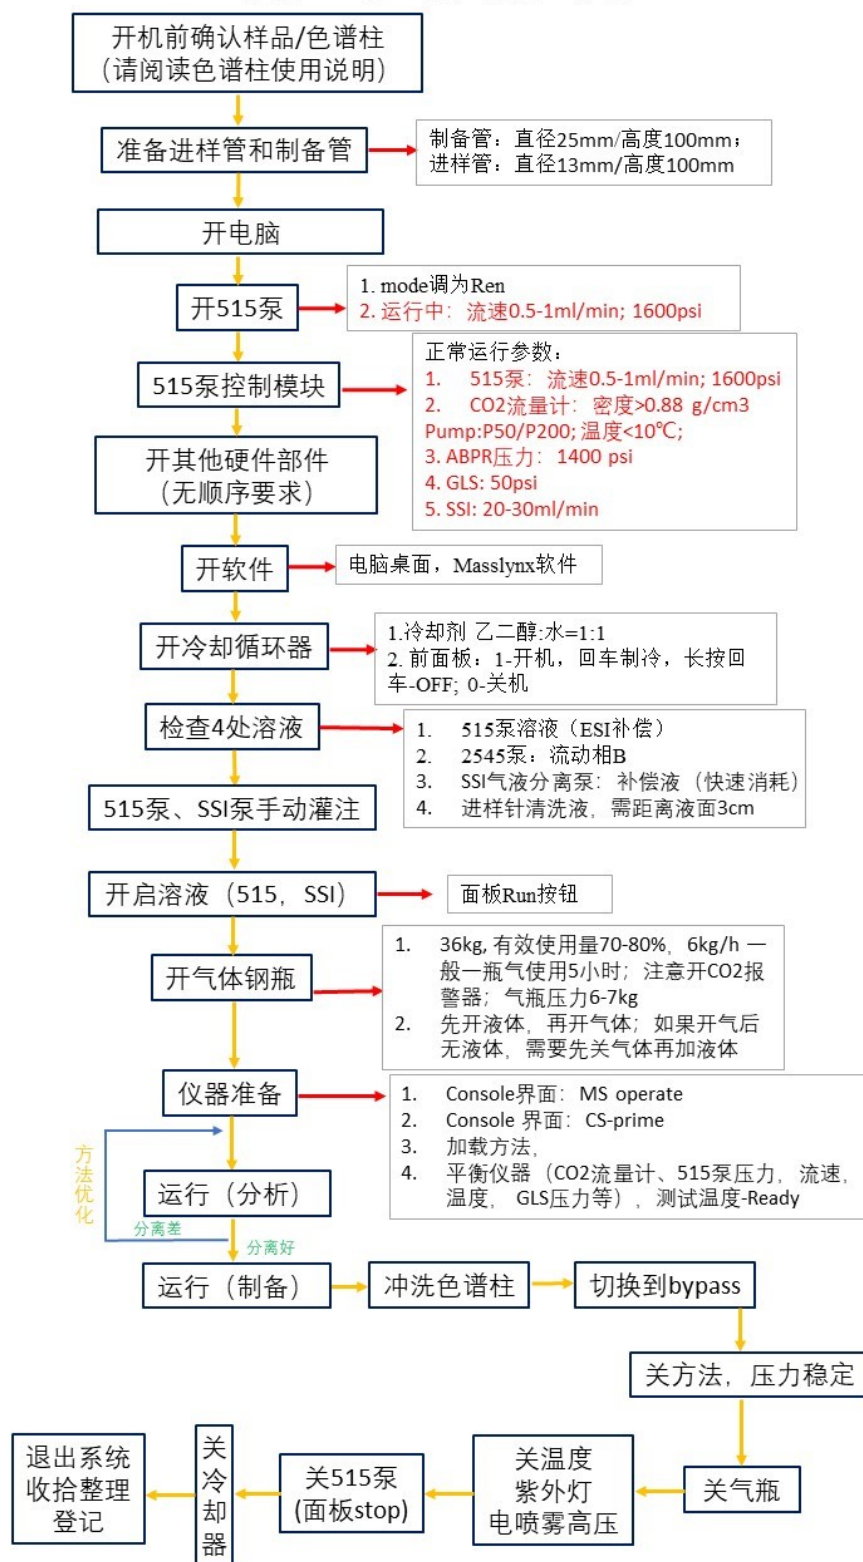 开机前确认样品/色谱柱
（请阅读色谱柱使用说明）
准备进样管和制备管
制备管：直径25mm/高度100mm；
进样管：直径13mm/高度100mm
开电脑
开515泵
1. mode调为Ren
2. 运行中：流速0.5-1ml/min; 1600psi
515泵控制模块
正常运行参数：
1. 515泵：流速0.5-1ml/min; 1600psi
2. CO2流量计：密度>0.88 g/cm3
Pump:P50/P200; 温度<10℃;
3. ABPR压力：1400 psi
4. GLS: 50psi
5. SSI: 20-30ml/min
开其他硬件部件
（无顺序要求）
开软件
电脑桌面，Masslynx软件
开冷却循环器
1.冷却剂 乙二醇:水=1:1
2. 前面板：1-开机，回车制冷，长按回
车-OFF; 0-关机
检查4处溶液
1. 515泵溶液（ESI补偿）
2. 2545泵：流动相B
3. SSI气液分离泵：补偿液（快速消耗）
4. 进样针清洗液，需距离液面3cm
515泵、SSI泵手动灌注
开启溶液（515，SSI）
面板Run按钮
开气体钢瓶
1. 36kg, 有效使用量70-80%，6kg/h 一
般一瓶气使用5小时；注意开CO2报
警器；气瓶压力6-7kg
2. 先开液体，再开气体；如果开气后
无液体，需要先关气体再加液体
仪器准备
1. Console界面：MS operate
2. Console 界面：CS-prime
3. 加载方法，
4. 平衡仪器（CO2流量计、515泵压力，流速，
温度， GLS压力等），测试温度-Ready
方法优化
运行（分析）
分离差
分离好
运行（制备）
冲洗色谱柱
切换到bypass
关方法，压力稳定
关气瓶
关温度
紫外灯
电喷雾高压
关515泵
(面板stop)
关冷却器
退出系统
收拾整理
登记